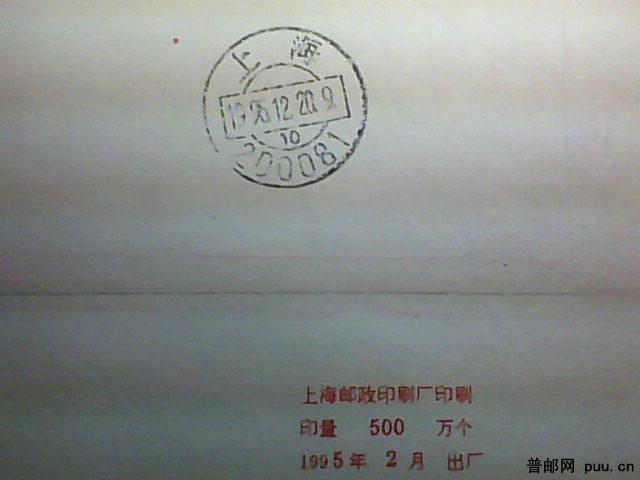 上海
1996.12.20.9
10
200081
上海邮政印刷厂印刷
印量 500 万个
1995年 2月 出厂
普邮网 puu.cn